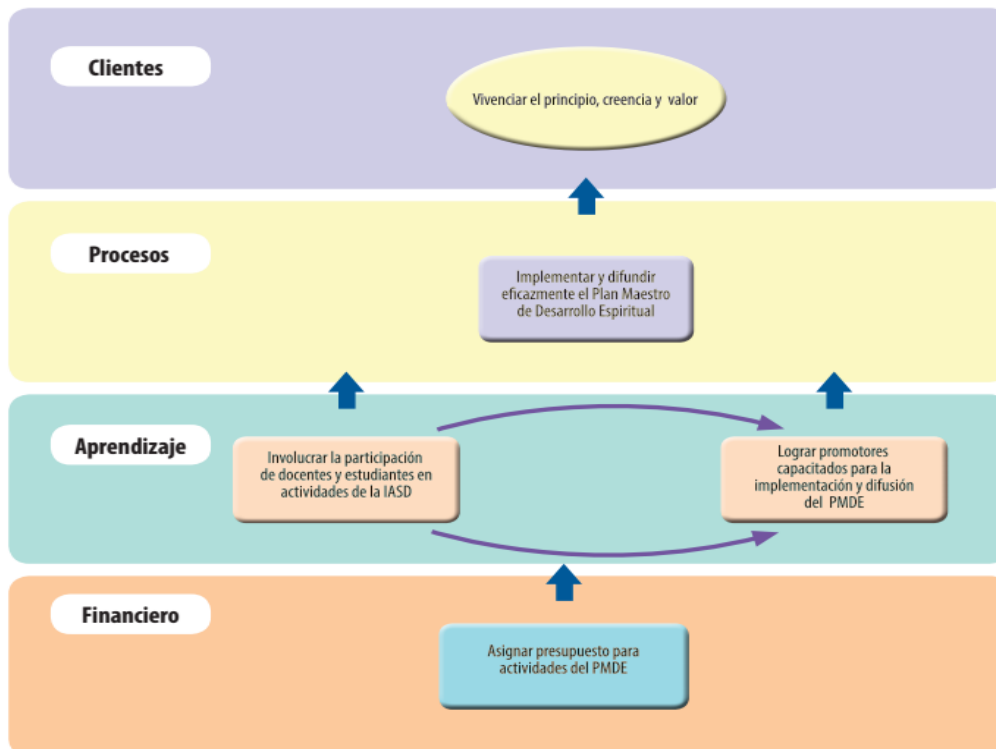 Clientes
Vivenciar el principio, creencia y valor
Procesos
Implementar y difundir
eficazmente el Plan Maestro
de Desarrollo Espiritual
Aprendizaje
Involucrar la participación
de docentes y estudiantes en
actividades de la IASD
Lograr promotores
capacitados para la
implementación y difusión
del PMDE
Financiero
Asignar presupuesto para
actividades del PMDE